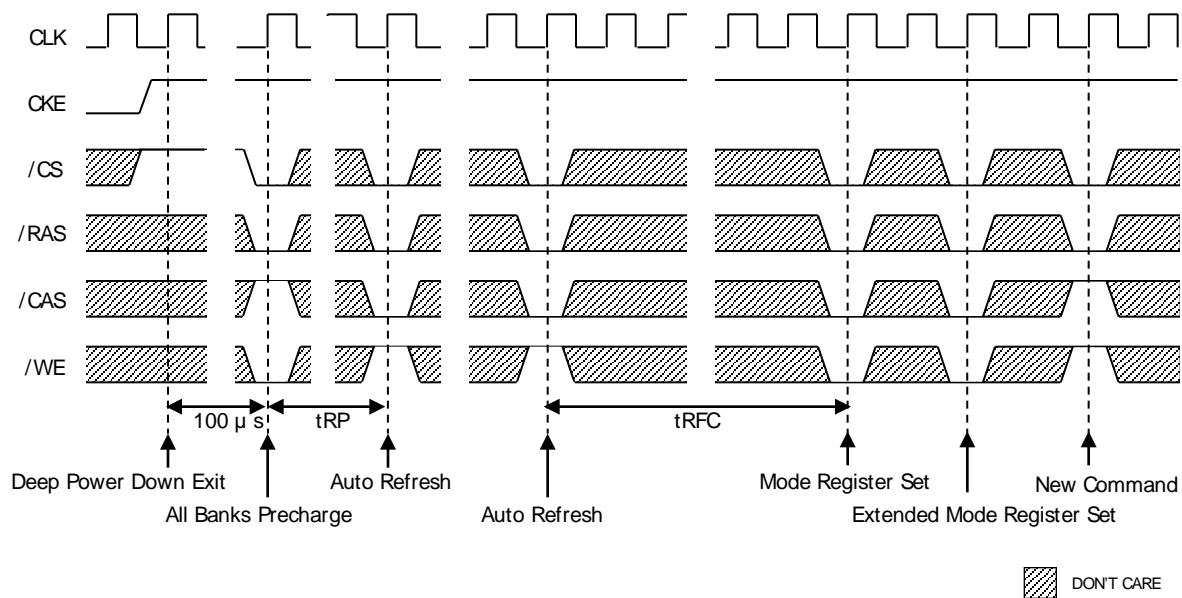 CLK
CKE
/CS
/RAS
/CAS
/WE
100 μ s
tRP
tRFC
Deep Power Down Exit
Auto Refresh
Mode Register Set
New Command
All Banks Precharge
Auto Refresh
Extended Mode Register Set
DON'T CARE